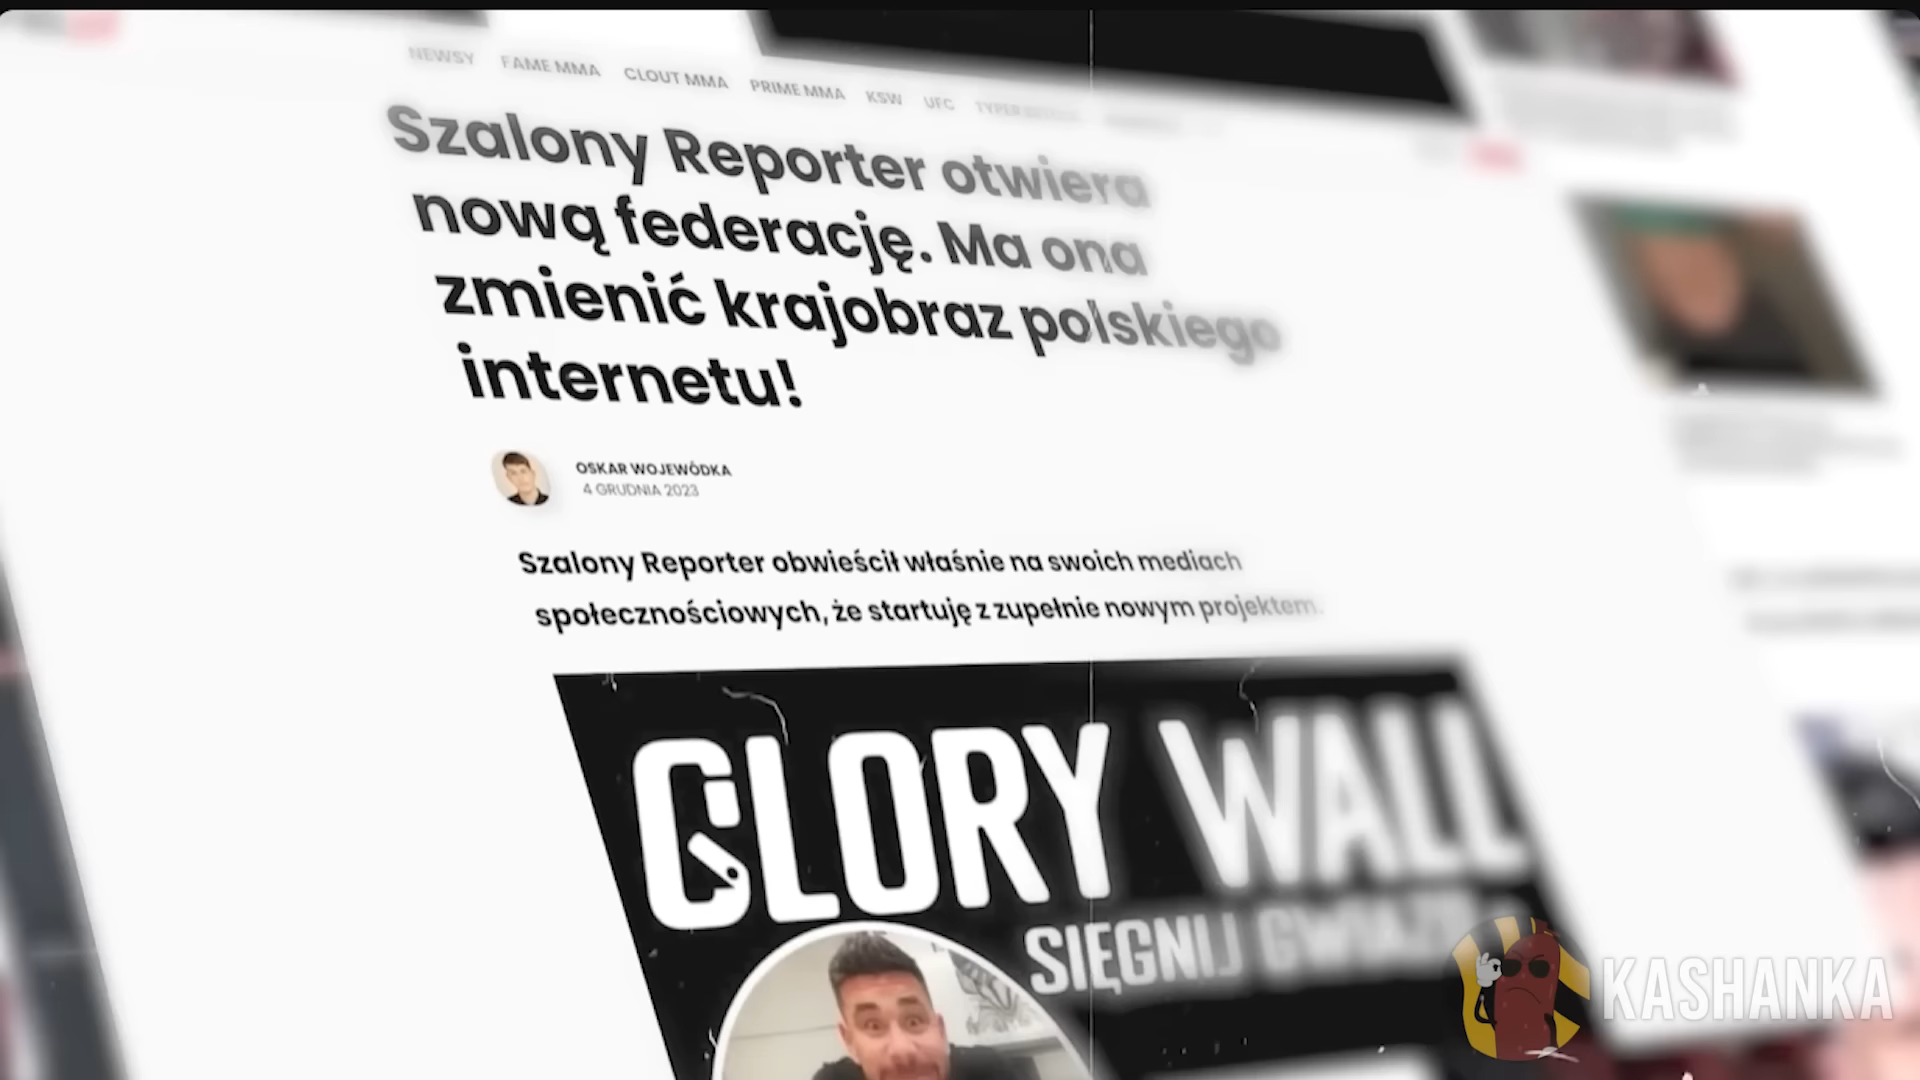 NEWSY FAME MMA CLOUT MMA PRIME MMA KSW UFC TYPER
Szalony Reporter otwiera
nową federację. Ma ona
zmienić krajobraz polskiego
internetu!
OSKAR WOJEWÓDKA
4 GRUDNIA 2023
Szalony Reporter obwieścił właśnie na swoich mediach
społecznościowych, że startuję z zupełnie nowym projektem.
GLORY WALL
SIĘGNIJ GWIAZD
KASHANKA